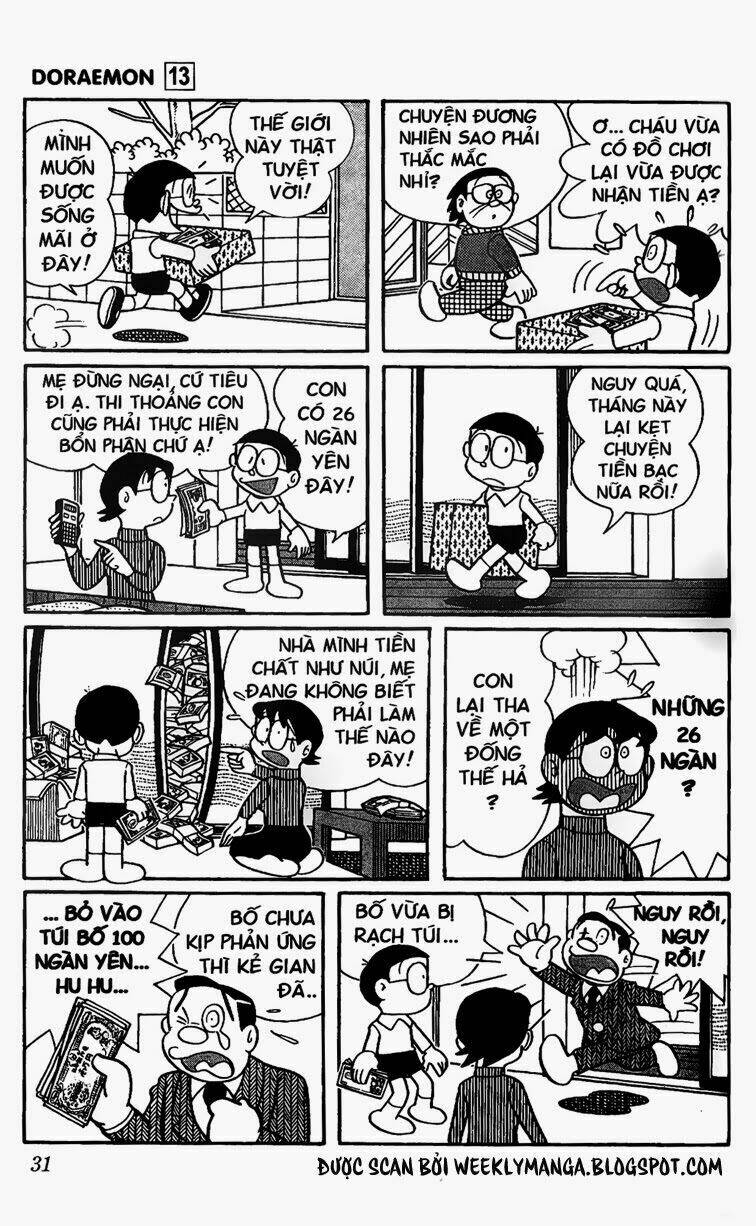 DORAEMON 13
Ơ... CHÁU VỪA
CÓ ĐỒ CHƠI
LẠI VỪA ĐƯỢC
NHẬN TIỀN Ạ?
CHUYỆN ĐƯƠNG
NHIÊN SAO PHẢI
THẮC MẮC
NHỈ?
THẾ GIỚI
NÀY THẬT
TUYỆT
VỜI!
MÌNH
MUỐN
ĐƯỢC
SỐNG
MÃI Ở
ĐÂY!
NGUY QUÁ,
THÁNG NÀY
LẠI KẸT
CHUYỆN
TIỀN BẠC
NỮA RỒI!
CON
CÓ 26
NGÀN
YÊN
ĐÂY!
MẸ ĐỪNG NGẠI, CỨ TIÊU
ĐI Ạ. THI THOẢNG CON
CŨNG PHẢI THỰC HIỆN
BỔN PHẬN CHỨ Ạ!
NHỮNG
26
NGÀN
?
CON
LẠI THA
VỀ MỘT
ĐỐNG
THẾ HẢ
?
NHÀ MÌNH TIỀN
CHẤT NHƯ NÚI, MẸ
ĐANG KHÔNG BIẾT
PHẢI LÀM
THẾ NÀO
ĐÂY!
NGUY RỒI,
NGUY
RỒI!
BỐ VỪA BỊ
RẠCH TÚI...
BỐ CHƯA
KỊP PHẢN ỨNG
THÌ KẺ GIAN
ĐÃ..
... BỎ VÀO
TÚI BỐ 100
NGÀN YÊN...
HU HU...
31
ĐƯỢC SCAN BỞI WEEKLYMANGA.BLOGSPOT.COM